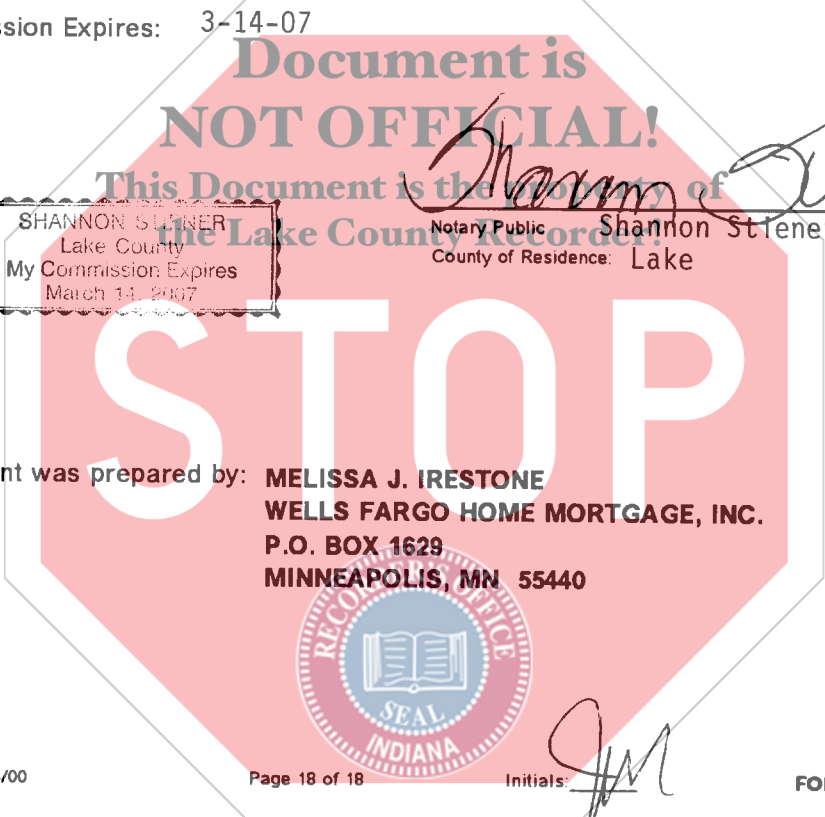 ssion Expires: 3-14-07
Document is
NOT OFFICIAL!
This Document is the property of
the Lake County Recorder!
SHANNON STIENER
Lake County
My Commission Expires
March 14, 2007
Notary Public Shannon Stiene
County of Residence: Lake
STOP
nt was prepared by: MELISSA J. IRESTONE
WELLS FARGO HOME MORTGAGE, INC.
P.O. BOX 1629
MINNEAPOLIS, MN 55440
RECORDER'S OFFICE
SEAL
INDIANA
/00 Page 18 of 18 Initials: JM FO